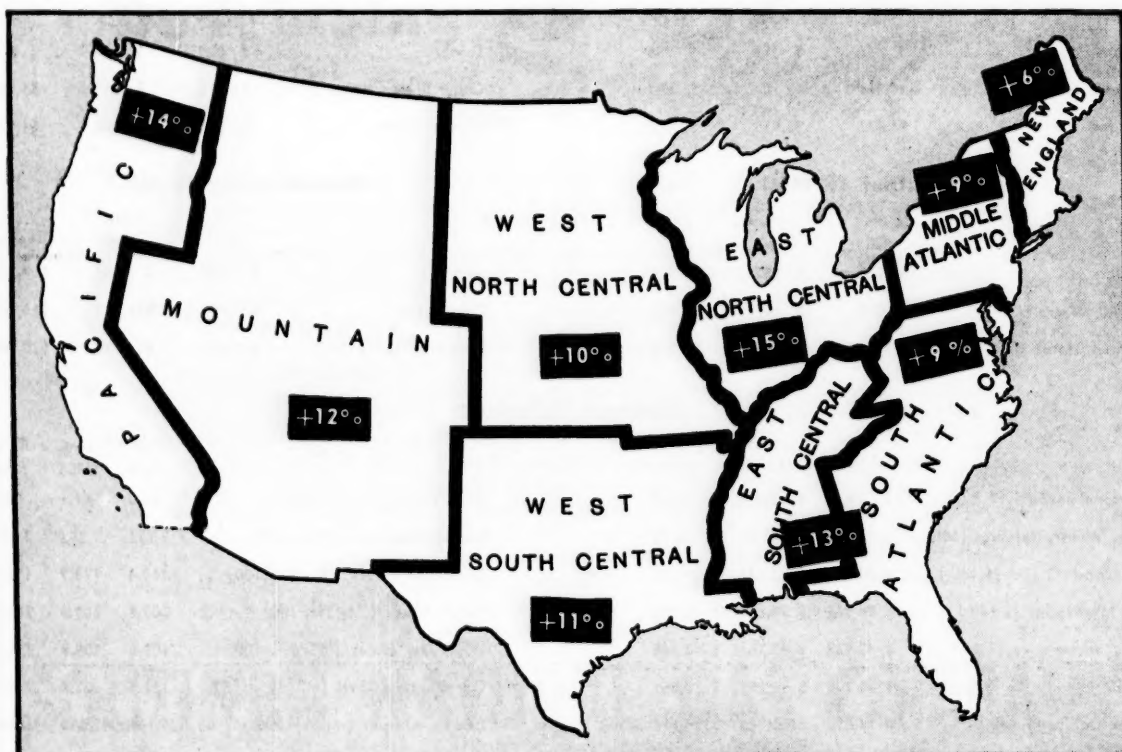 +14%
PACIFIC
MOUNTAIN
+12%
WEST
NORTH CENTRAL
+10%
WEST
SOUTH CENTRAL
+11%
EAST
NORTH CENTRAL
+15%
EAST
SOUTH CENTRAL
+13%
SOUTH
ATLANTIC
+9%
MIDDLE
ATLANTIC
+9%
NEW
ENGLAND
+6%